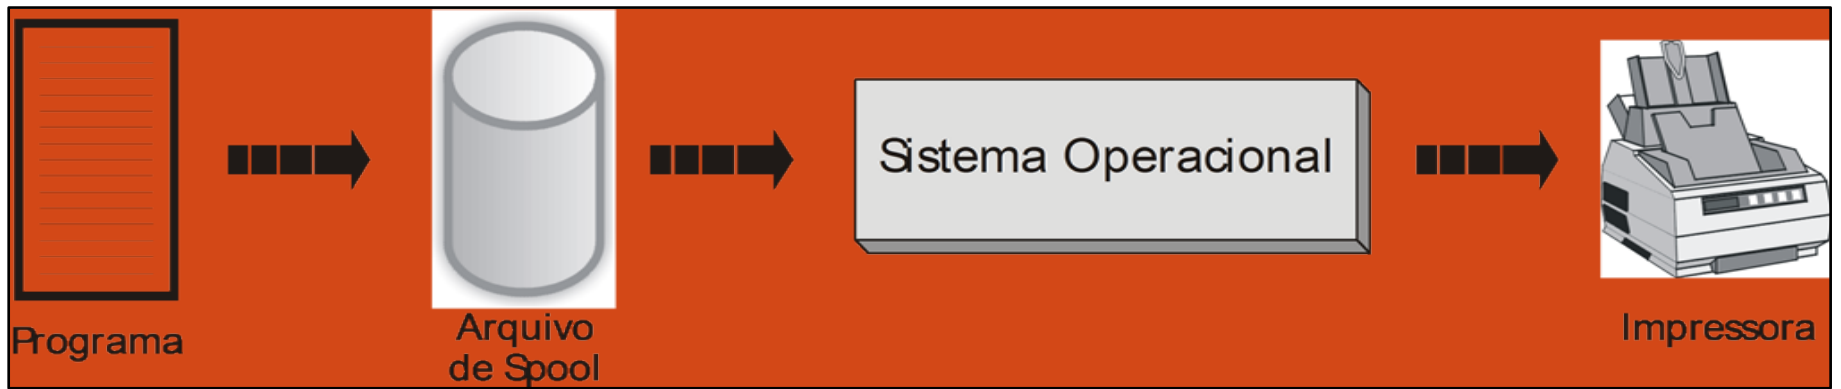 Programa
Arquivo
de Spool
Sistema Operacional
Impressora